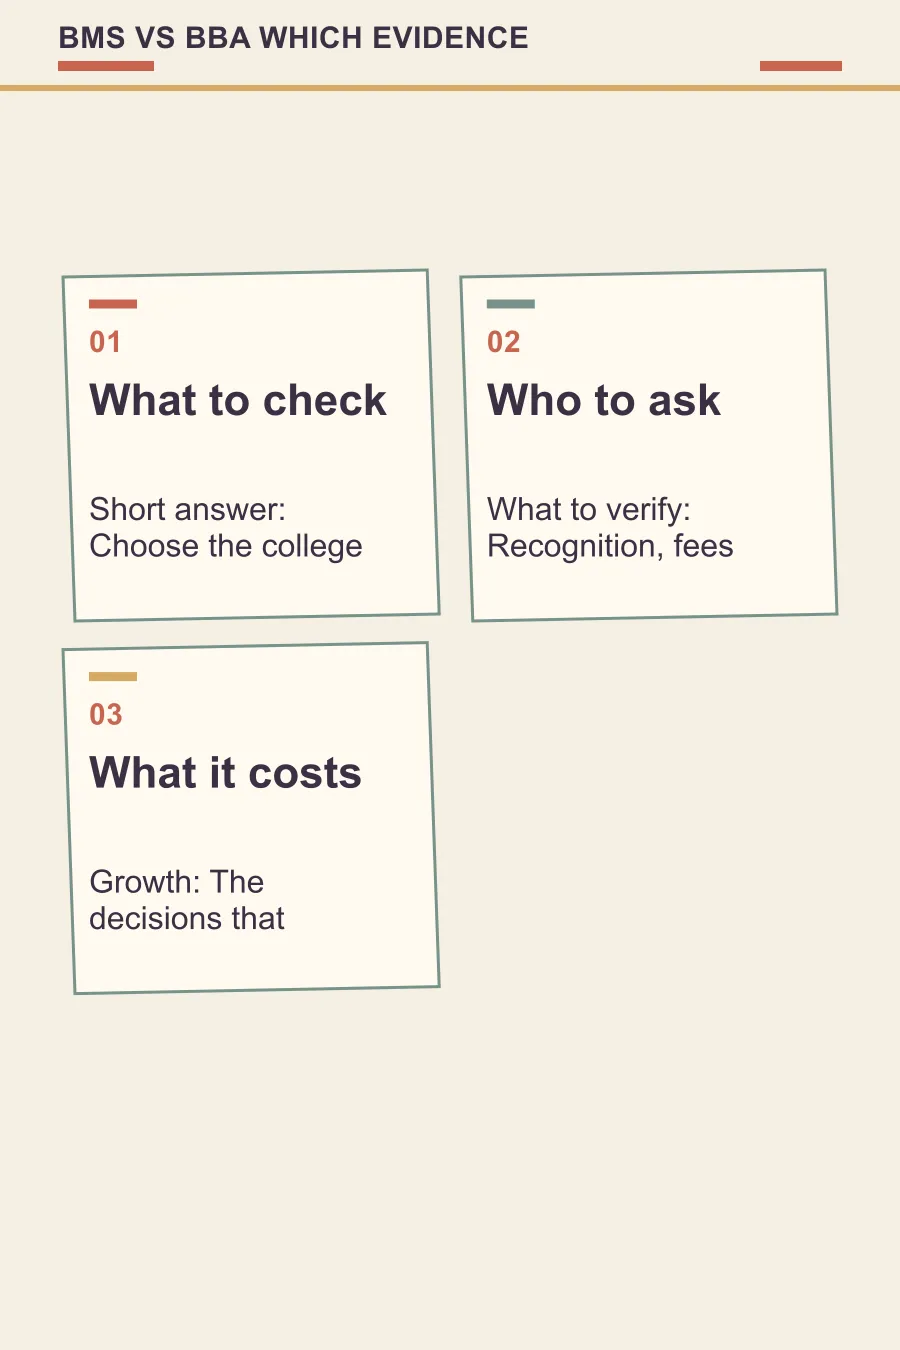 BMS VS BBA WHICH EVIDENCE
01
What to check
Short answer:
Choose the college
02
Who to ask
What to verify:
Recognition, fees
03
What it costs
Growth: The
decisions that